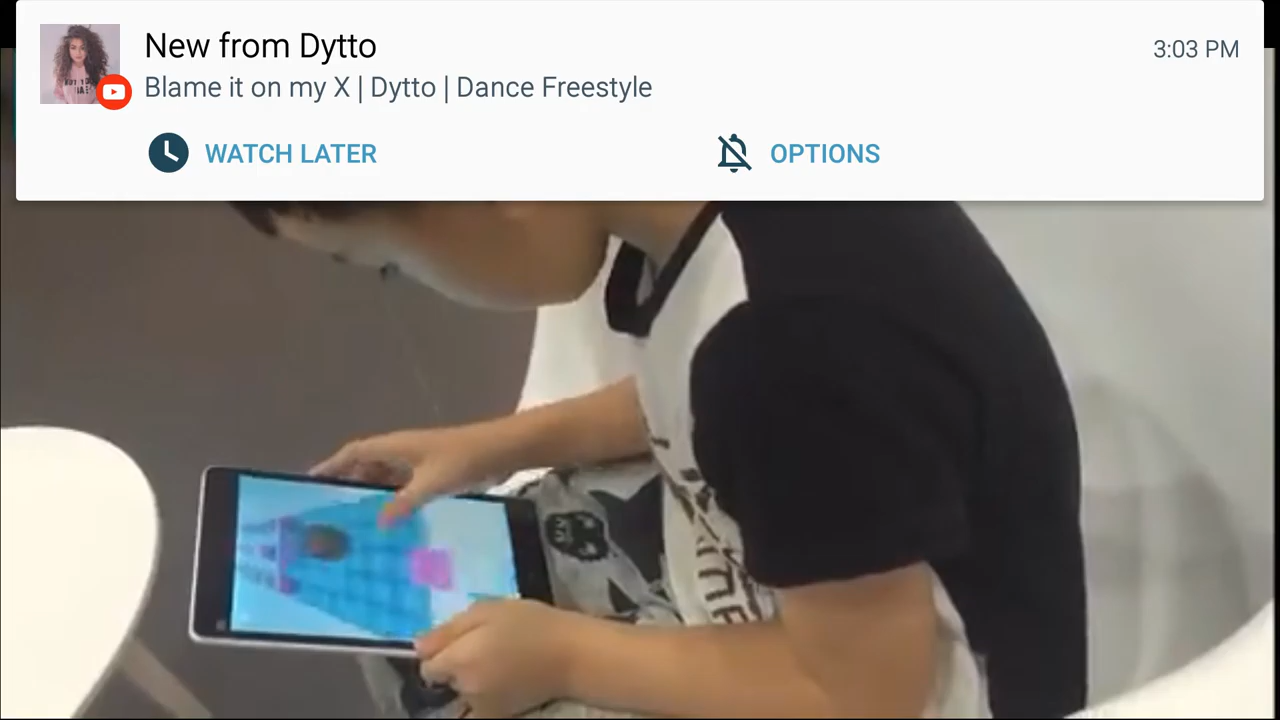 New from Dytto
3:03 PM
Blame it on my X | Dytto | Dance Freestyle
WATCH LATER
OPTIONS